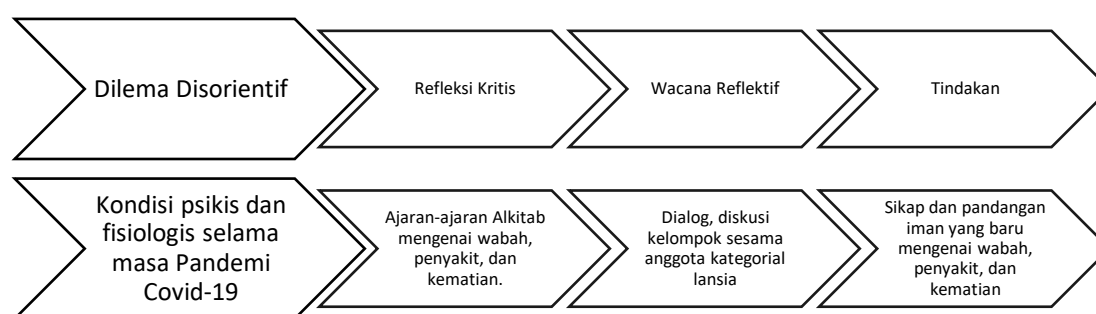 Dilema Disorientif
Refleksi Kritis
Wacana Reflektif
Tindakan
Kondisi psikis dan
fisiologis selama
masa Pandemi
Covid-19
Ajaran-ajaran Alkitab
mengenai wabah,
penyakit, dan
kematian.
Dialog, diskusi
kelompok sesama
anggota kategorial
lansia
Sikap dan pandangan
iman yang baru
mengenai wabah,
penyakit, dan
kematian